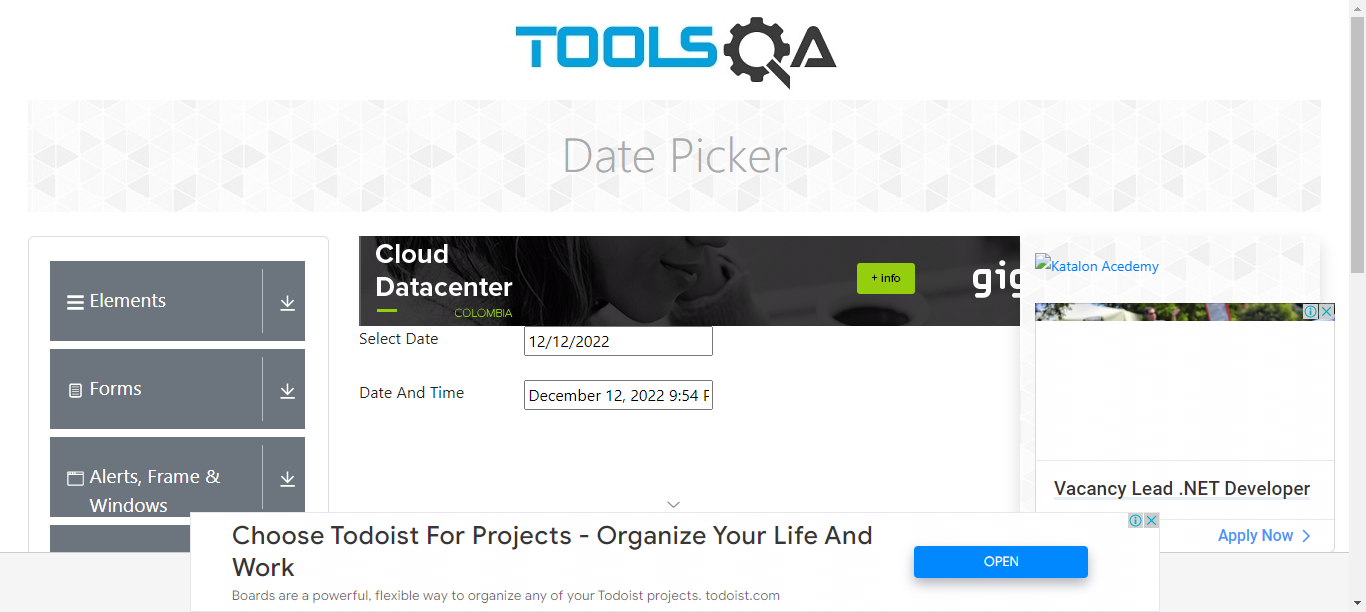 TOOLSQA
Date Picker
Elements
Forms
Alerts, Frame &
Windows
Cloud
Datacenter
COLOMBIA
+ info
gig
Select Date
12/12/2022
Date And Time
December 12, 2022 9:54 P
Katalon Acedemy
Vacancy Lead .NET Developer
Apply Now
Choose Todoist For Projects - Organize Your Life And
Work
Boards are a powerful, flexible way to organize any of your Todoist projects. todoist.com
OPEN